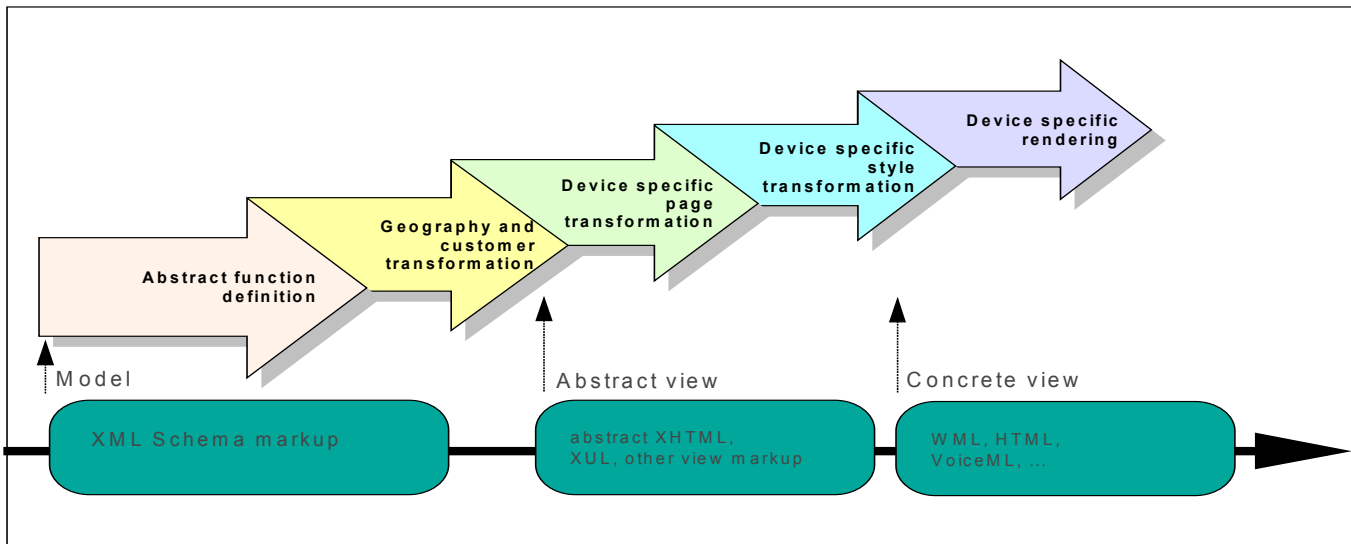 Abstract function
definition
Geography and
customer
transformation
Device specific
page
transformation
Device specific
style
transformation
Device specific
rendering
Model
Abstract view
Concrete view
XML Schema markup
abstract XHTML,
XUL, other view markup
WML, HTML,
VoiceML, ...